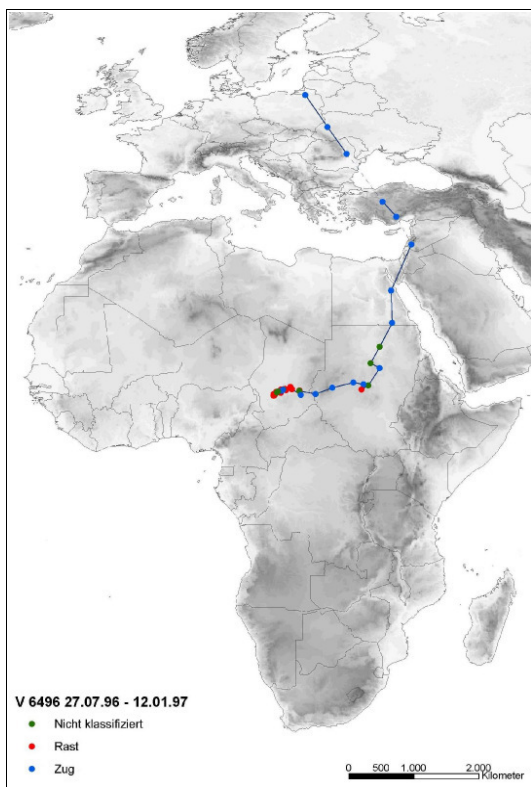 V 6496 27.07.96 - 12.01.97
Nicht klassifiziert
Rast
Zug
0 500 1.000 2.000
Kilometer